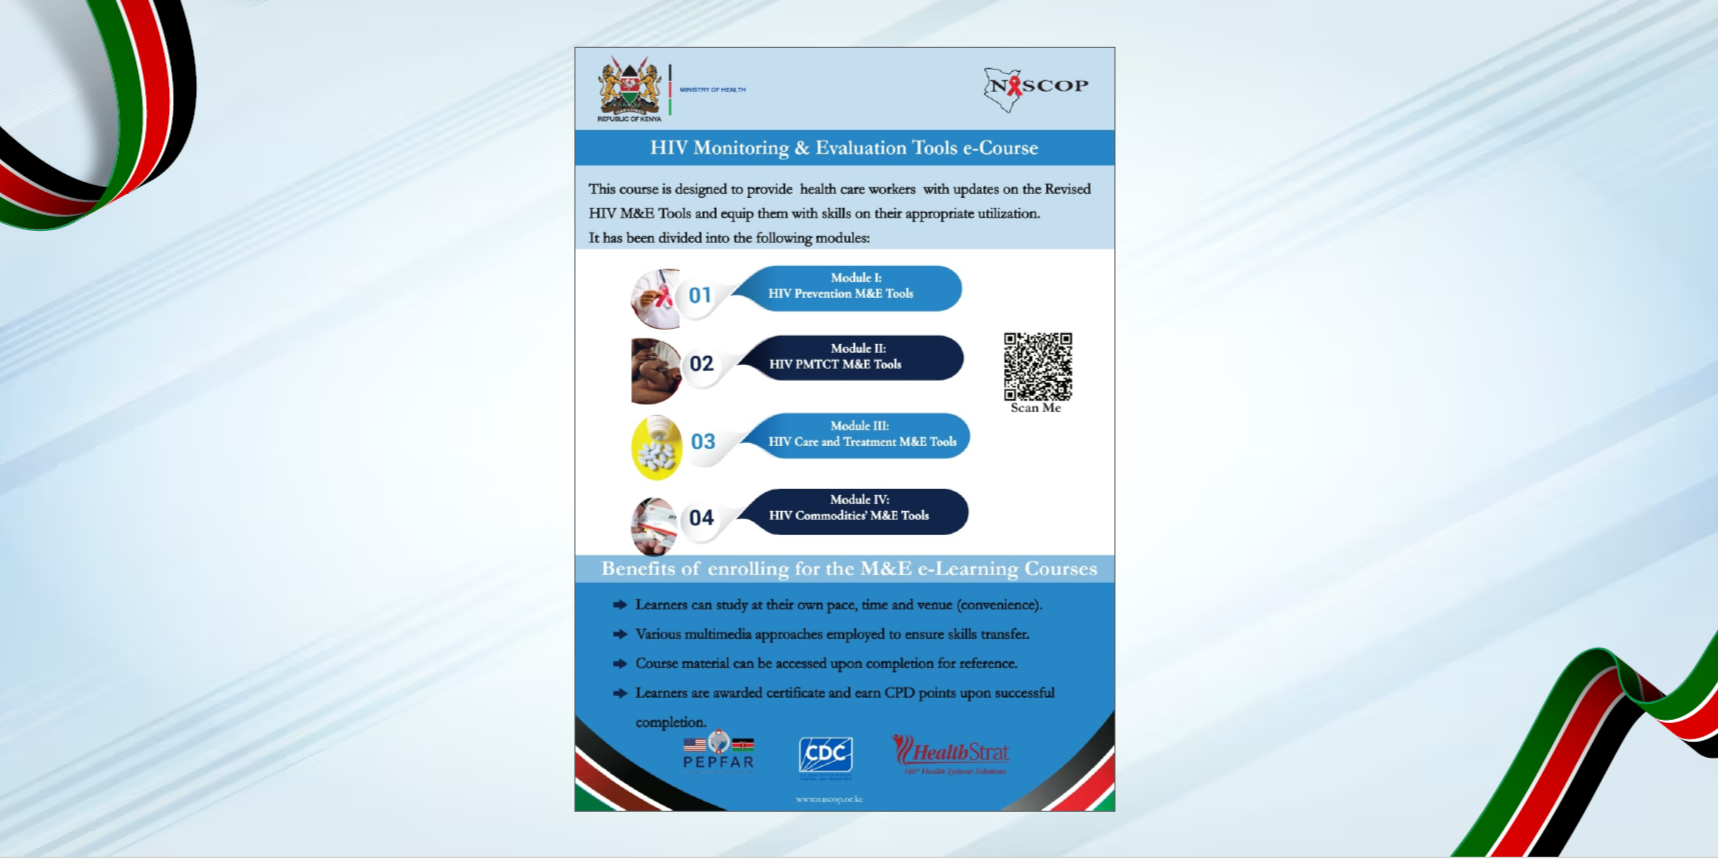 REPUBLIC OF KENYA
MINISTRY OF HEALTH
NASCOP
HIV Monitoring & Evaluation Tools e-Course
This course is designed to provide health care workers with updates on the Revised
HIV M&E Tools and equip them with skills on their appropriate utilization.
It has been divided into the following modules:
01
Module I:
HIV Prevention M&E Tools
02
Module II:
HIV PMTCT M&E Tools
Scan Me
03
Module III:
HIV Care and Treatment M&E Tools
04
Module IV:
HIV Commodities' M&E Tools
Benefits of enrolling for the M&E e-Learning Courses
Learners can study at their own pace, time and venue (convenience).
Various multimedia approaches employed to ensure skills transfer.
Course material can be accessed upon completion for reference.
Learners are awarded certificate and earn CPD points upon successful
completion.
PEPFAR
CDC
HealthStrat
360° Health Systems Solutions
www.nascop.or.ke